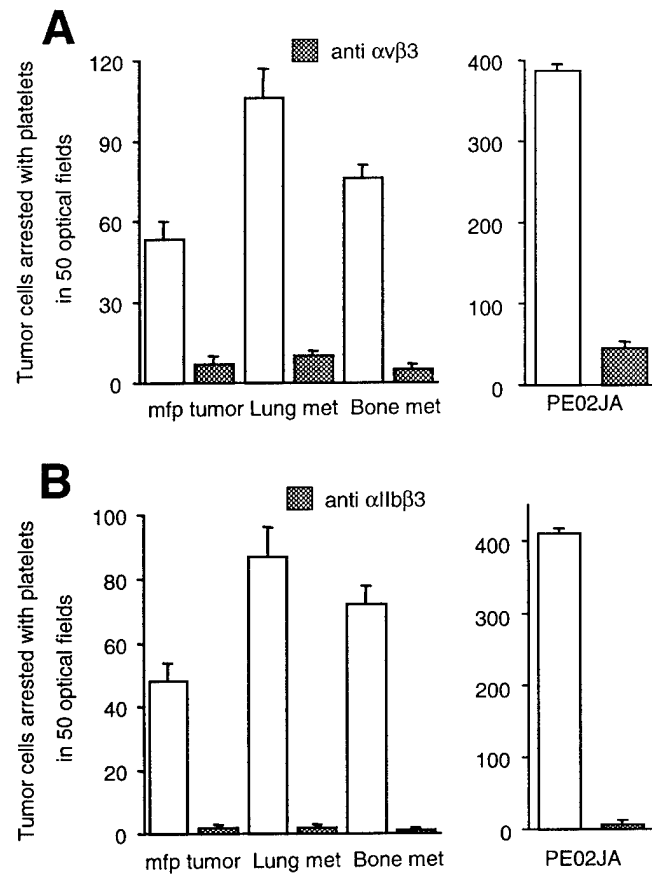 A
anti αvβ3
Tumor cells arrested with platelets
in 50 optical fields
120
90
60
30
0
mfp tumor Lung met Bone met
400
300
200
100
0
PE02JA
B
anti αIIbβ3
Tumor cells arrested with platelets
in 50 optical fields
100
80
60
40
20
0
mfp tumor Lung met Bone met
400
300
200
100
0
PE02JA